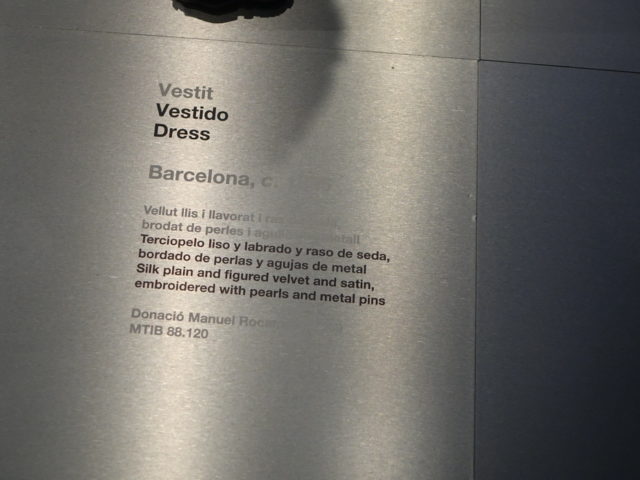 Vestit
Vestido
Dress
Barcelona, c.
Vellut llis i llavorat i
brodat de perles i metall
Terciopelo liso y labrado y raso de seda,
bordado de perlas y agujas de metal
Silk plain and figured velvet and satin,
embroidered with pearls and metal pins
Donació Manuel
MTIB 88.120